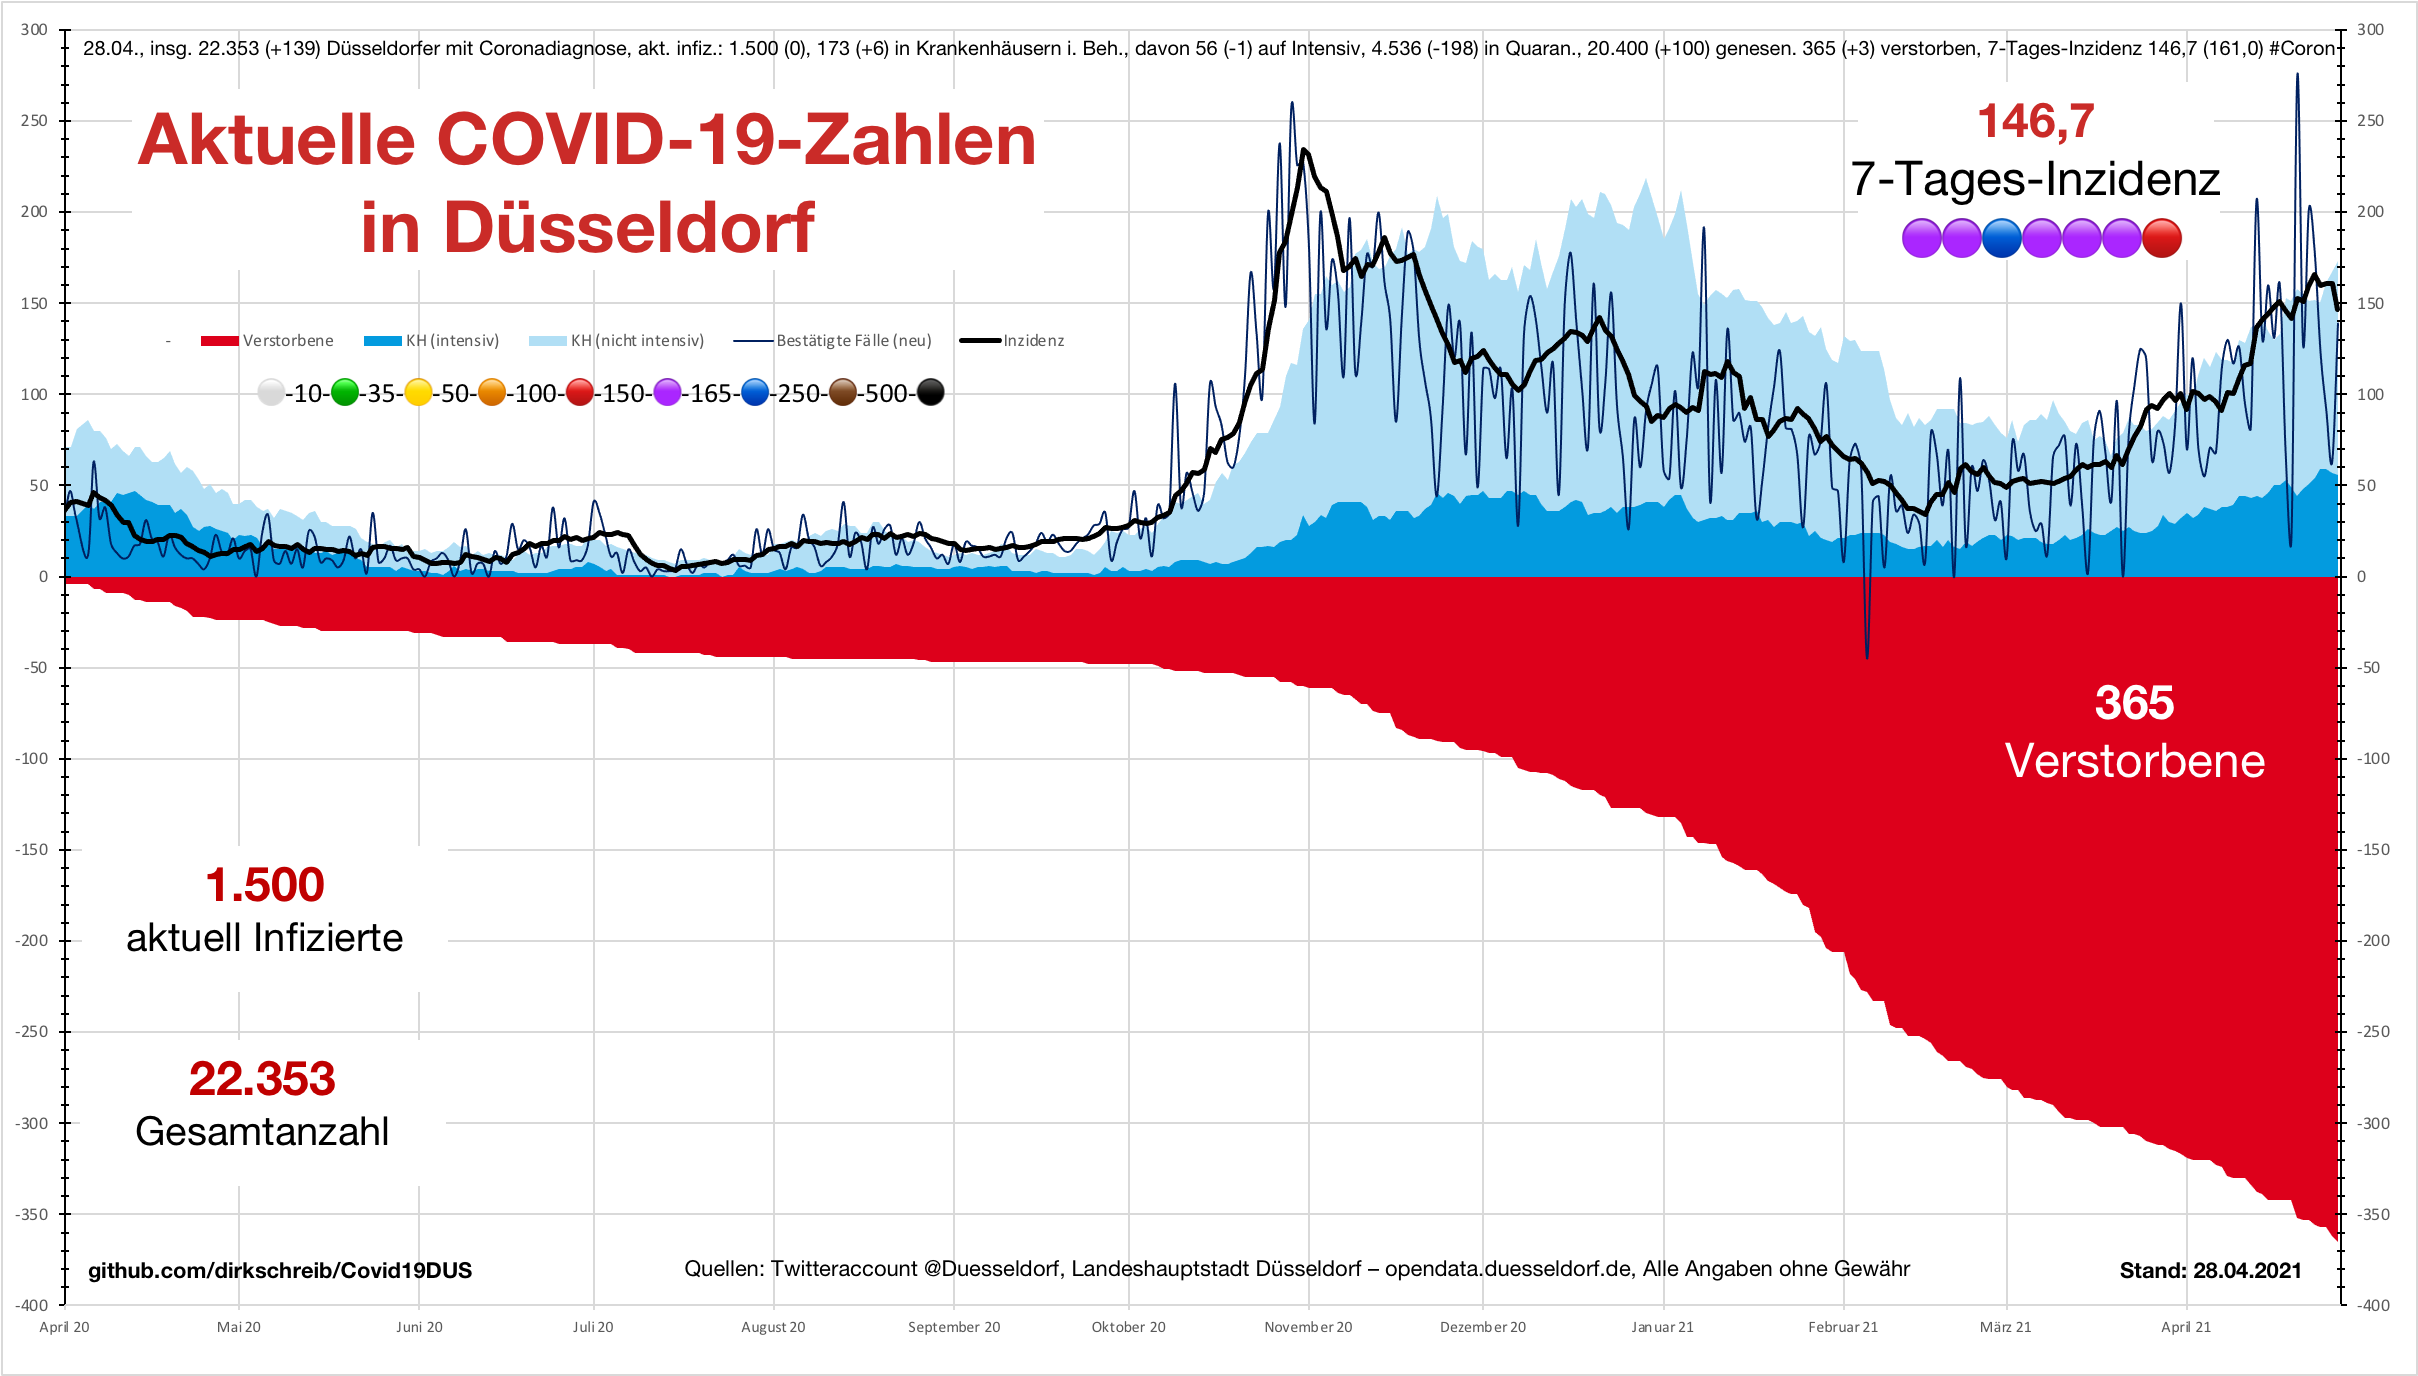 28.04., insg. 22.353 (+139) Düsseldorfer mit Coronadiagnose, akt. infiz.: 1.500 (0), 173 (+6) in Krankenhäusern i. Beh., davon 56 (-1) auf Intensiv, 4.536 (-198) in Quaran., 20.400 (+100) genesen. 365 (+3) verstorben, 7-Tages-Inzidenz 146,7 (161,0) #Coron
Aktuelle COVID-19-Zahlen
in Düsseldorf
146,7
7-Tages-Inzidenz
- Verstorbene KH (intensiv) KH (nicht intensiv) Bestätigte Fälle (neu) Inzidenz
-10- -35- -50- -100- -150- -165- -250- -500-
365
Verstorbene
1.500
aktuell Infizierte
22.353
Gesamtanzahl
github.com/dirkschreib/Covid19DUS
Quellen: Twitteraccount @Duesseldorf, Landeshauptstadt Düsseldorf – opendata.duesseldorf.de, Alle Angaben ohne Gewähr
Stand: 28.04.2021
300 300
250 250
200 200
150 150
100 100
50 50
0 0
-50 -50
-100 -100
-150 -150
-200 -200
-250 -250
-300 -300
-350 -350
-400 -400
April 20 Mai 20 Juni 20 Juli 20 August 20 September 20 Oktober 20 November 20 Dezember 20 Januar 21 Februar 21 März 21 April 21